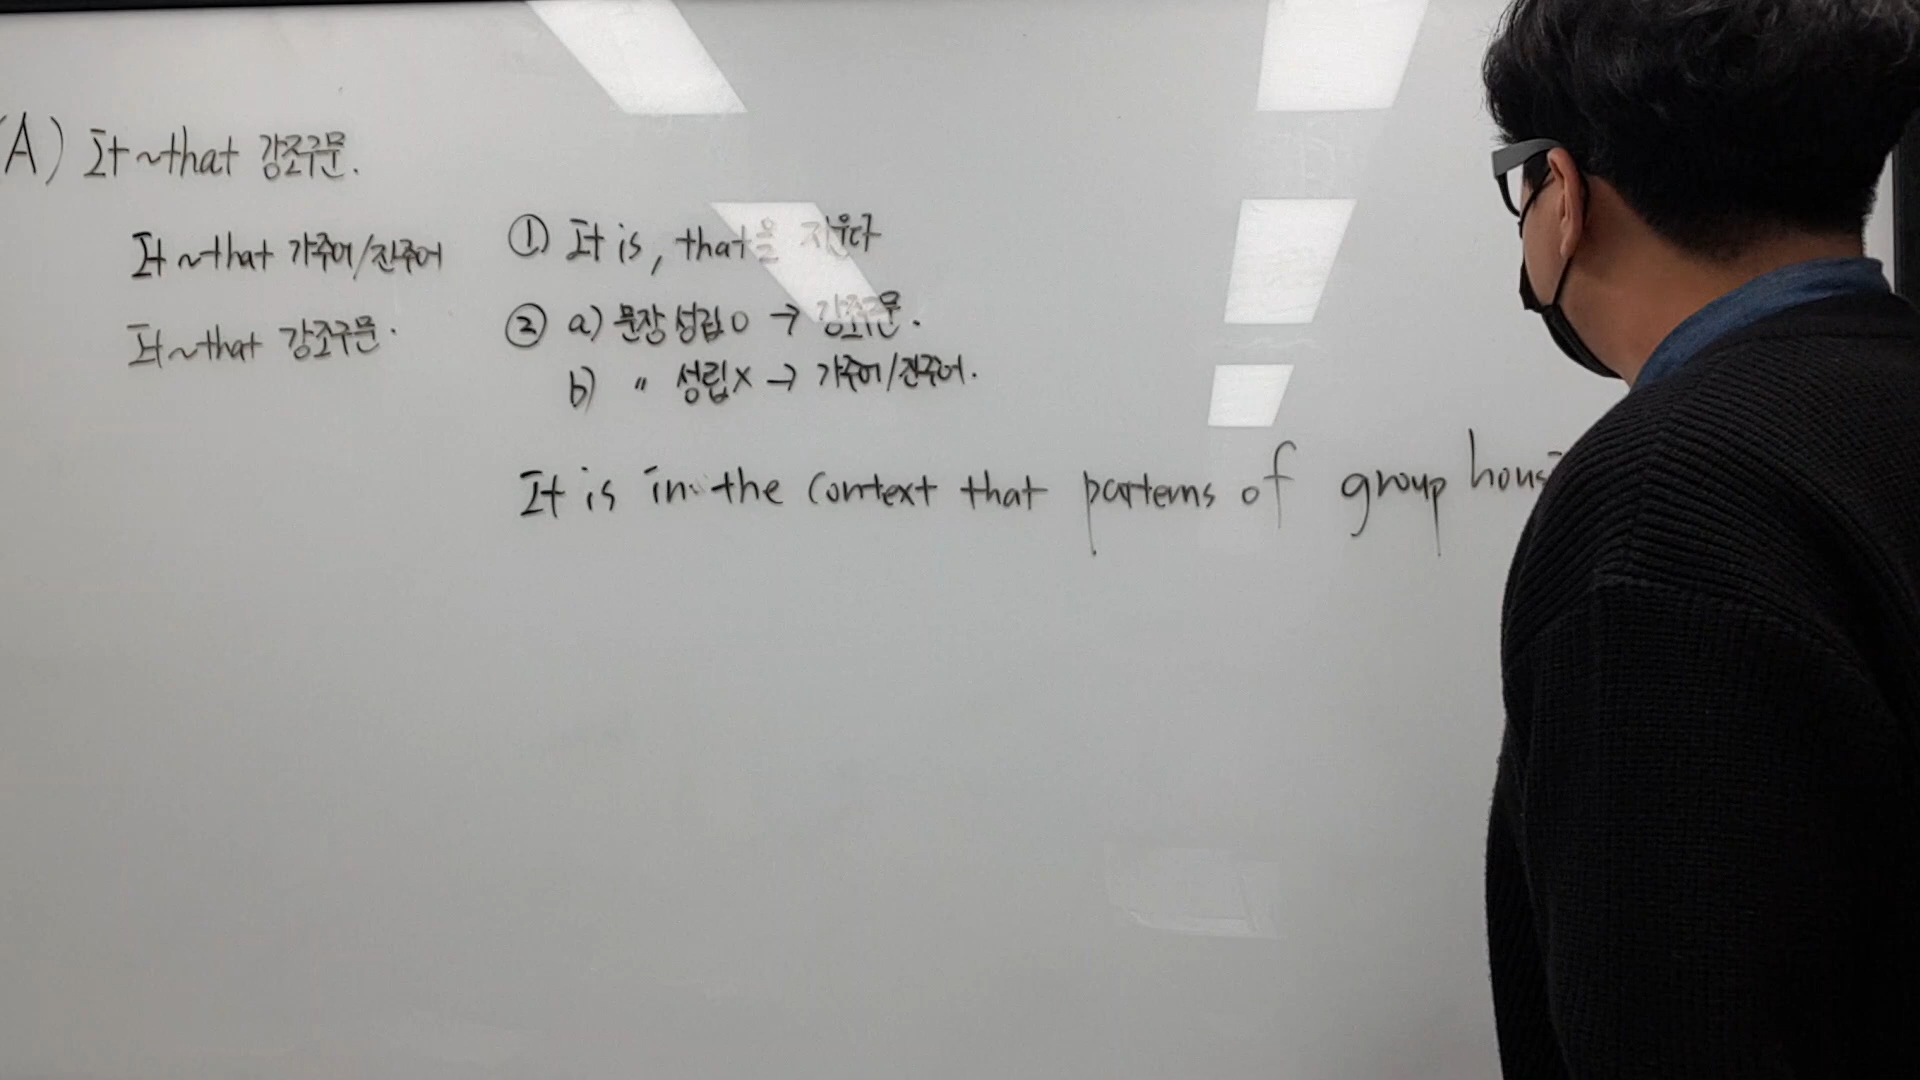 (A) It ~that 강조구문.
It ~that 가주어/진주어
It ~that 강조구문.
① It is, that을 지운다
② a) 문장성립 O → 강조구문.
b) 〃 성립 X → 가주어/진주어.
It is in the context that patterns of group